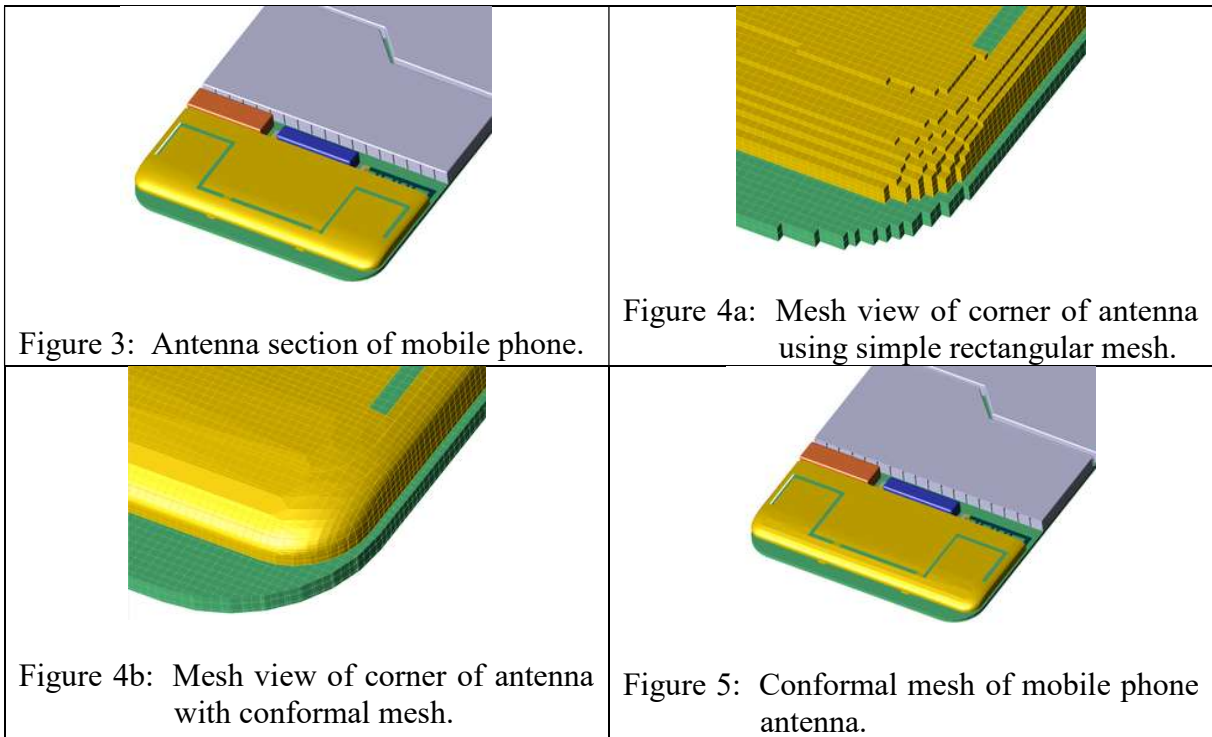 Figure 3: Antenna section of mobile phone.
Figure 4a: Mesh view of corner of antenna
using simple rectangular mesh.
Figure 4b: Mesh view of corner of antenna
with conformal mesh.
Figure 5: Conformal mesh of mobile phone
antenna.